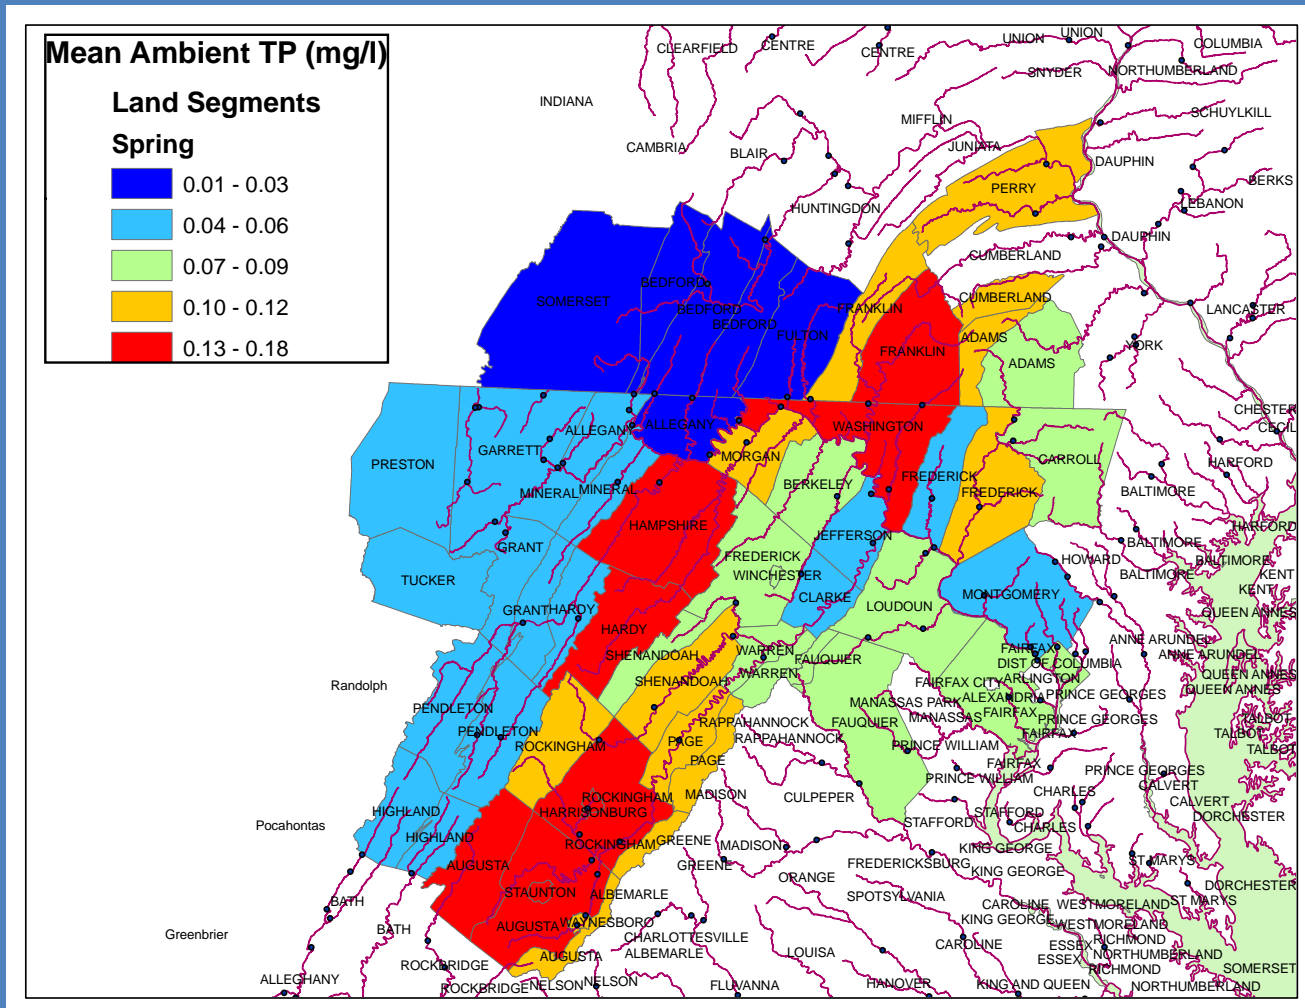 Mean Ambient TP (mg/l)
Land Segments
Spring
0.01 - 0.03
0.04 - 0.06
0.07 - 0.09
0.10 - 0.12
0.13 - 0.18
CLEARFIELD
CENTRE
CENTRE
UNION
UNION
COLUMBIA
SNYDER
NORTHUMBERLAND
INDIANA
SCHUYLKILL
MIFFLIN
CAMBRIA
BLAIR
JUNIATA
DAUPHIN
BERKS
PERRY
HUNTINGDON
LEBANON
DAUPHIN
CUMBERLAND
BEDFORD
SOMERSET
CUMBERLAND
BEDFORD
FRANKLIN
LANCASTER
BEDFORD
FULTON
ADAMS
YORK
FRANKLIN
ADAMS
CHESTER
CECIL
ALLEGANY
ALLEGANY
WASHINGTON
GARRETT
MORGAN
PRESTON
CARROLL
HARFORD
FREDERICK
BERKELEY
MINERAL
MINERAL
FREDERICK
BALTIMORE
HAMPSHIRE
HARFORD
JEFFERSON
BALTIMORE
GRANT
FREDERICK
HOWARD
BALTIMORE
WINCHESTER
BALTIMORE
KENT
TUCKER
KENT
CLARKE
MONTGOMERY
LOUDOUN
GRANT
HARDY
QUEEN ANNES
HARDY
ANNE ARUNDEL
WARREN
FAIRFAX
SHENANDOAH
FAUQUIER
DIST OF COLUMBIA
ANNE ARUNDEL
WARREN
QUEEN ANNES
SHENANDOAH
FAIRFAX CITY
ARLINGTON
Randolph
QUEEN ANNES
ALEXANDRIA
PRINCE GEORGES
MANASSAS PARK
PENDLETON
FAIRFAX
MANASSAS
PRINCE GEORGES
TALBOT
RAPPAHANNOCK
FAUQUIER
PENDLETON
FAIRFAX
TALBOT
RAPPAHANNOCK
PAGE
ROCKINGHAM
PRINCE WILLIAM
TALBOT
PAGE
FAIRFAX
PRINCE GEORGES
PRINCE WILLIAM
CALVERT
MADISON
CULPEPER
CHARLES
ROCKINGHAM
CALVERT
HIGHLAND
HARRISONBURG
STAFFORD
DORCHESTER
STAFFORD
CHARLES
Pocahontas
HIGHLAND
GREENE
ROCKINGHAM
MADISON
KING GEORGE
AUGUSTA
GREENE
FREDERICKSBURG
ST MARYS
KING GEORGE
ORANGE
DORCHESTER
STAUNTON
ALBEMARLE
SPOTSYLVANIA
BATH
CAROLINE
WESTMORELAND
ST MARYS
KING GEORGE
WAYNESBORO
AUGUSTA
WESTMORELAND
BATH
Greenbrier
CHARLOTTESVILLE
RICHMOND
CAROLINE
ESSEX
ALBEMARLE
LOUISA
NORTHUMBERLAND
AUGUSTA
ESSEX
ROCKBRIDGE
RICHMOND
SOMERSET
ALLEGHANY
NELSON
NELSON
HANOVER
KING AND QUEEN
FLUVANNA
ROCKBRIDGE
NORTHUMBERLAND